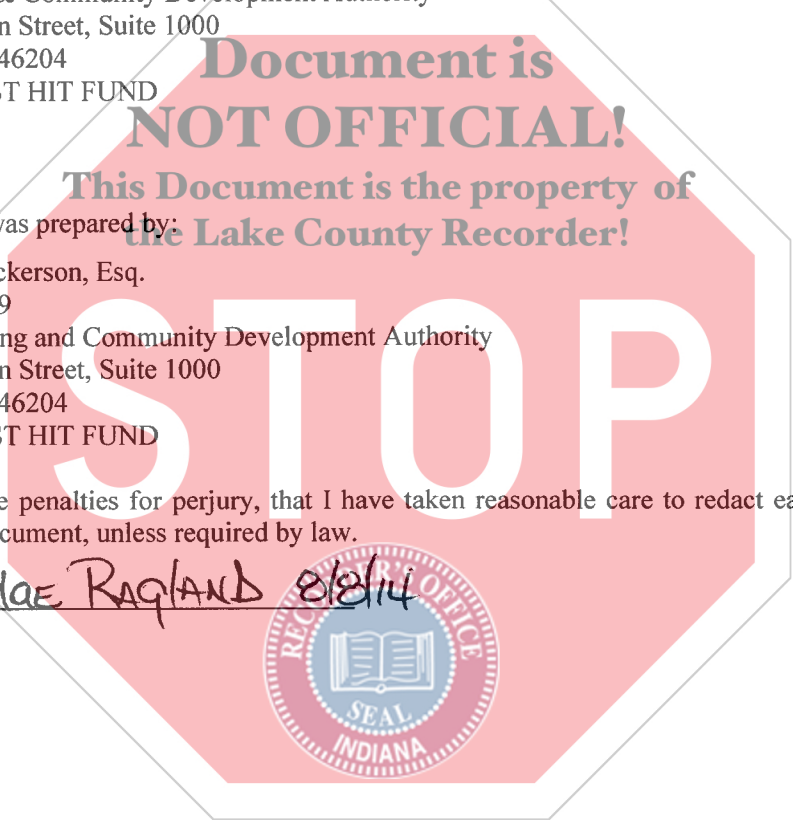 & Community Development Authority
n Street, Suite 1000
46204
ST HIT FUND
Document is
NOT OFFICIAL!
This Document is the property of
the Lake County Recorder!
was prepared by:
ckerson, Esq.
9
ng and Community Development Authority
n Street, Suite 1000
46204
ST HIT FUND
STOP
e penalties for perjury, that I have taken reasonable care to redact ea
cument, unless required by law.
RAGLAND 8/8/14
RECORDER'S OFFICE
SEAL
INDIANA